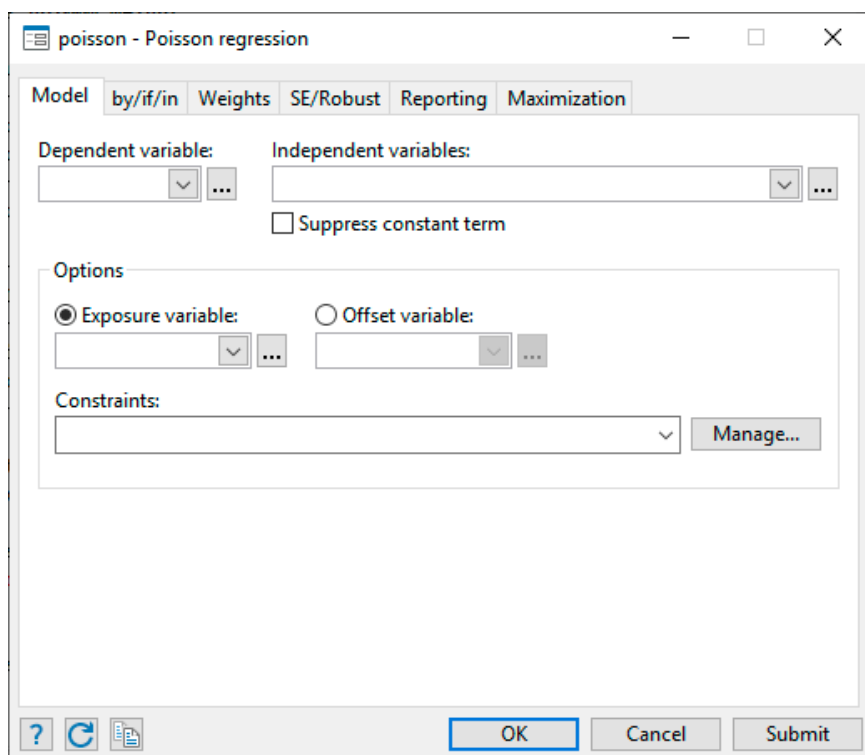 poisson - Poisson regression
Model by/if/in Weights SE/Robust Reporting Maximization
Dependent variable: Independent variables:
... ...
Suppress constant term
Options
Exposure variable: Offset variable:
... ...
Constraints:
Manage...
? OK Cancel Submit